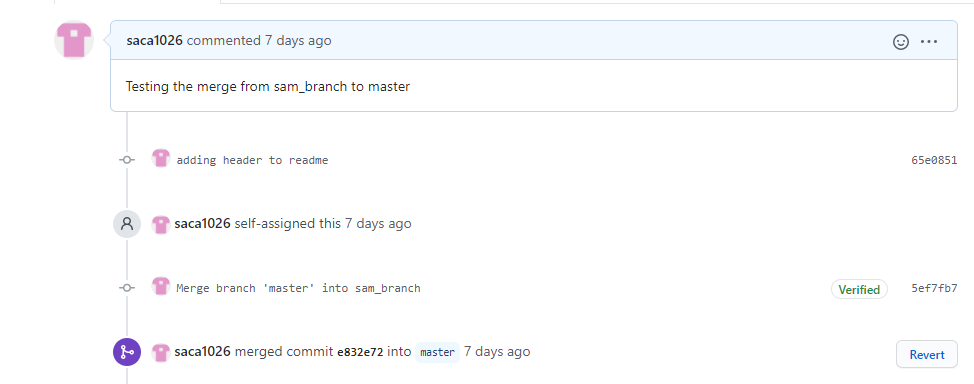 saca1026 commented 7 days ago
Testing the merge from sam_branch to master
adding header to readme 65e0851
saca1026 self-assigned this 7 days ago
Merge branch 'master' into sam_branch Verified 5ef7fb7
saca1026 merged commit e832e72 into master 7 days ago Revert